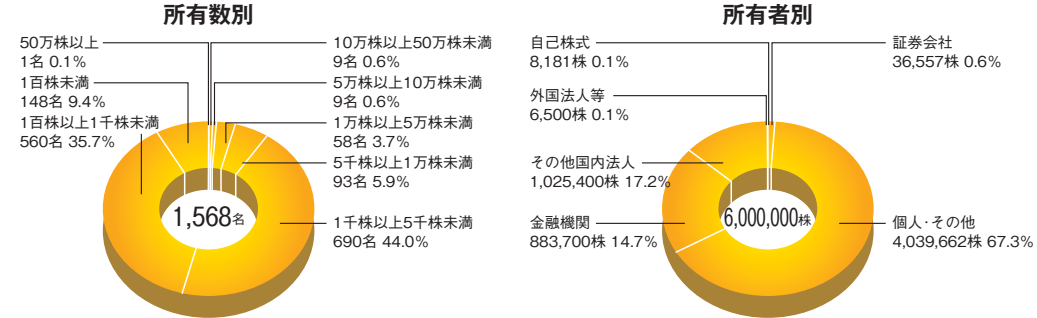 所有数別
50万株以上
1名 0.1%
1百株未満
148名 9.4%
1百株以上1千株未満
560名 35.7%
10万株以上50万株未満
9名 0.6%
5万株以上10万株未満
9名 0.6%
1万株以上5万株未満
58名 3.7%
5千株以上1万株未満
93名 5.9%
1千株以上5千株未満
690名 44.0%
1,568名
所有者別
自己株式
8,181株 0.1%
外国法人等
6,500株 0.1%
その他国内法人
1,025,400株 17.2%
金融機関
883,700株 14.7%
証券会社
36,557株 0.6%
個人・その他
4,039,662株 67.3%
6,000,000株